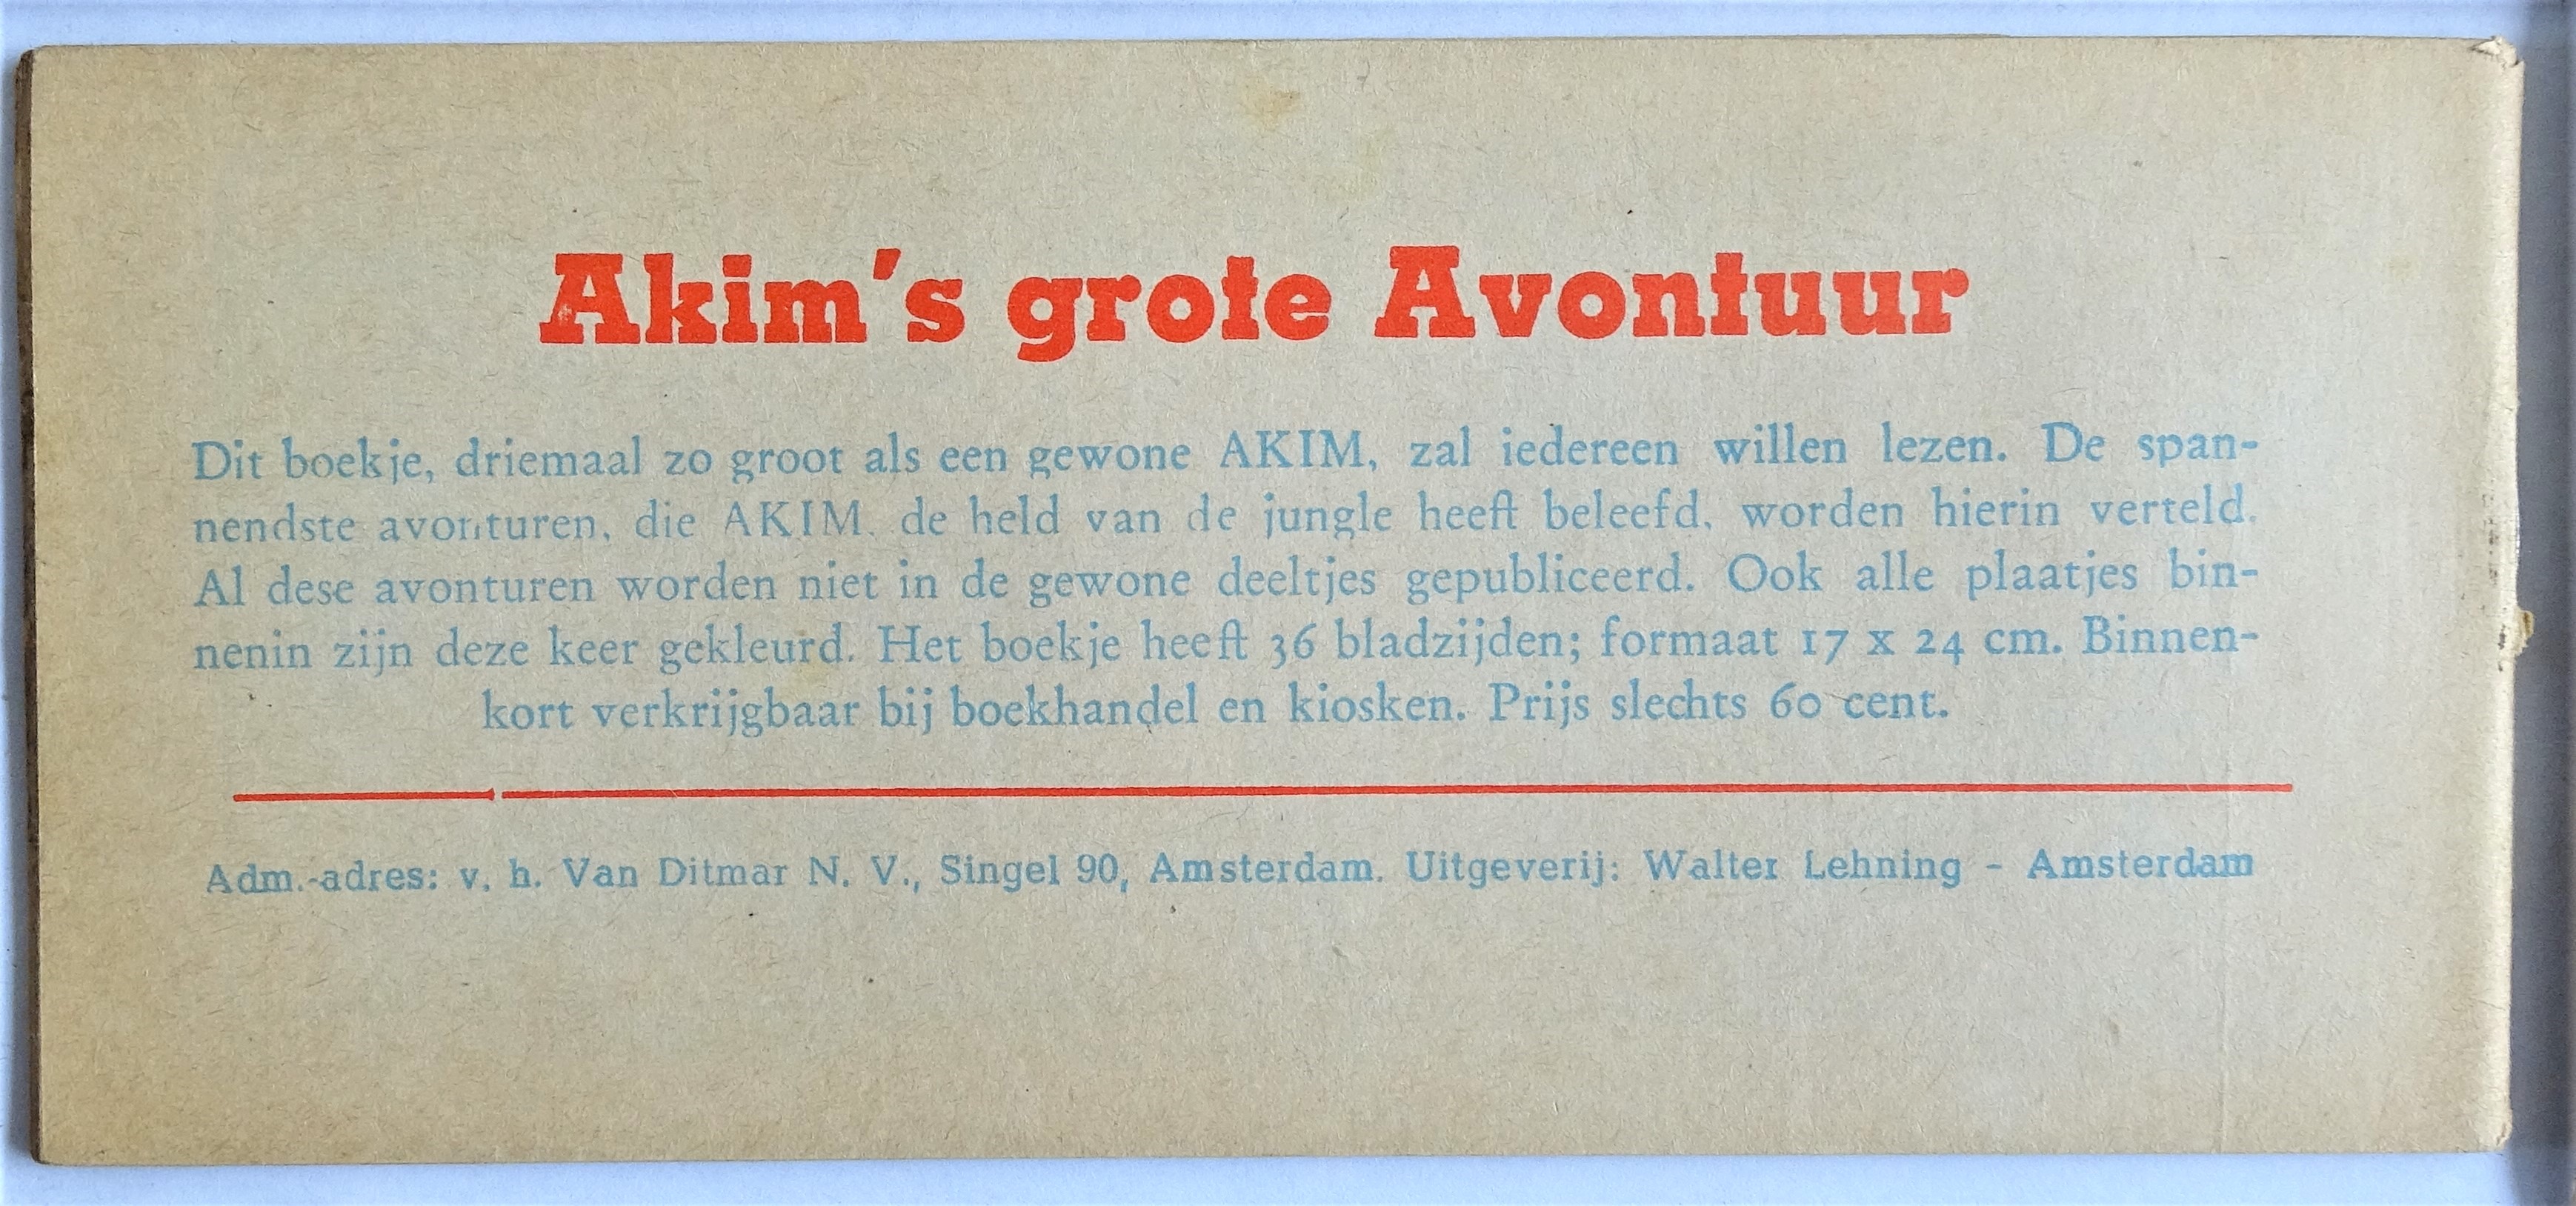 Akim's grote Avontuur
Dit boekje, driemaal zo groot als een gewone AKIM, zal iedereen willen lezen. De span-
nendste avonturen, die AKIM, de held van de jungle heeft beleefd, worden hierin verteld.
Al dese avonturen worden niet in de gewone deeltjes gepubliceerd. Ook alle plaatjes bin-
nenin zijn deze keer gekleurd. Het boekje heeft 36 bladzijden; formaat 17 x 24 cm. Binnen-
kort verkrijgbaar bij boekhandel en kiosken. Prijs slechts 60 cent.
Adm.-adres: v. h. Van Ditmar N. V., Singel 90, Amsterdam. Uitgeverij: Walter Lehning - Amsterdam